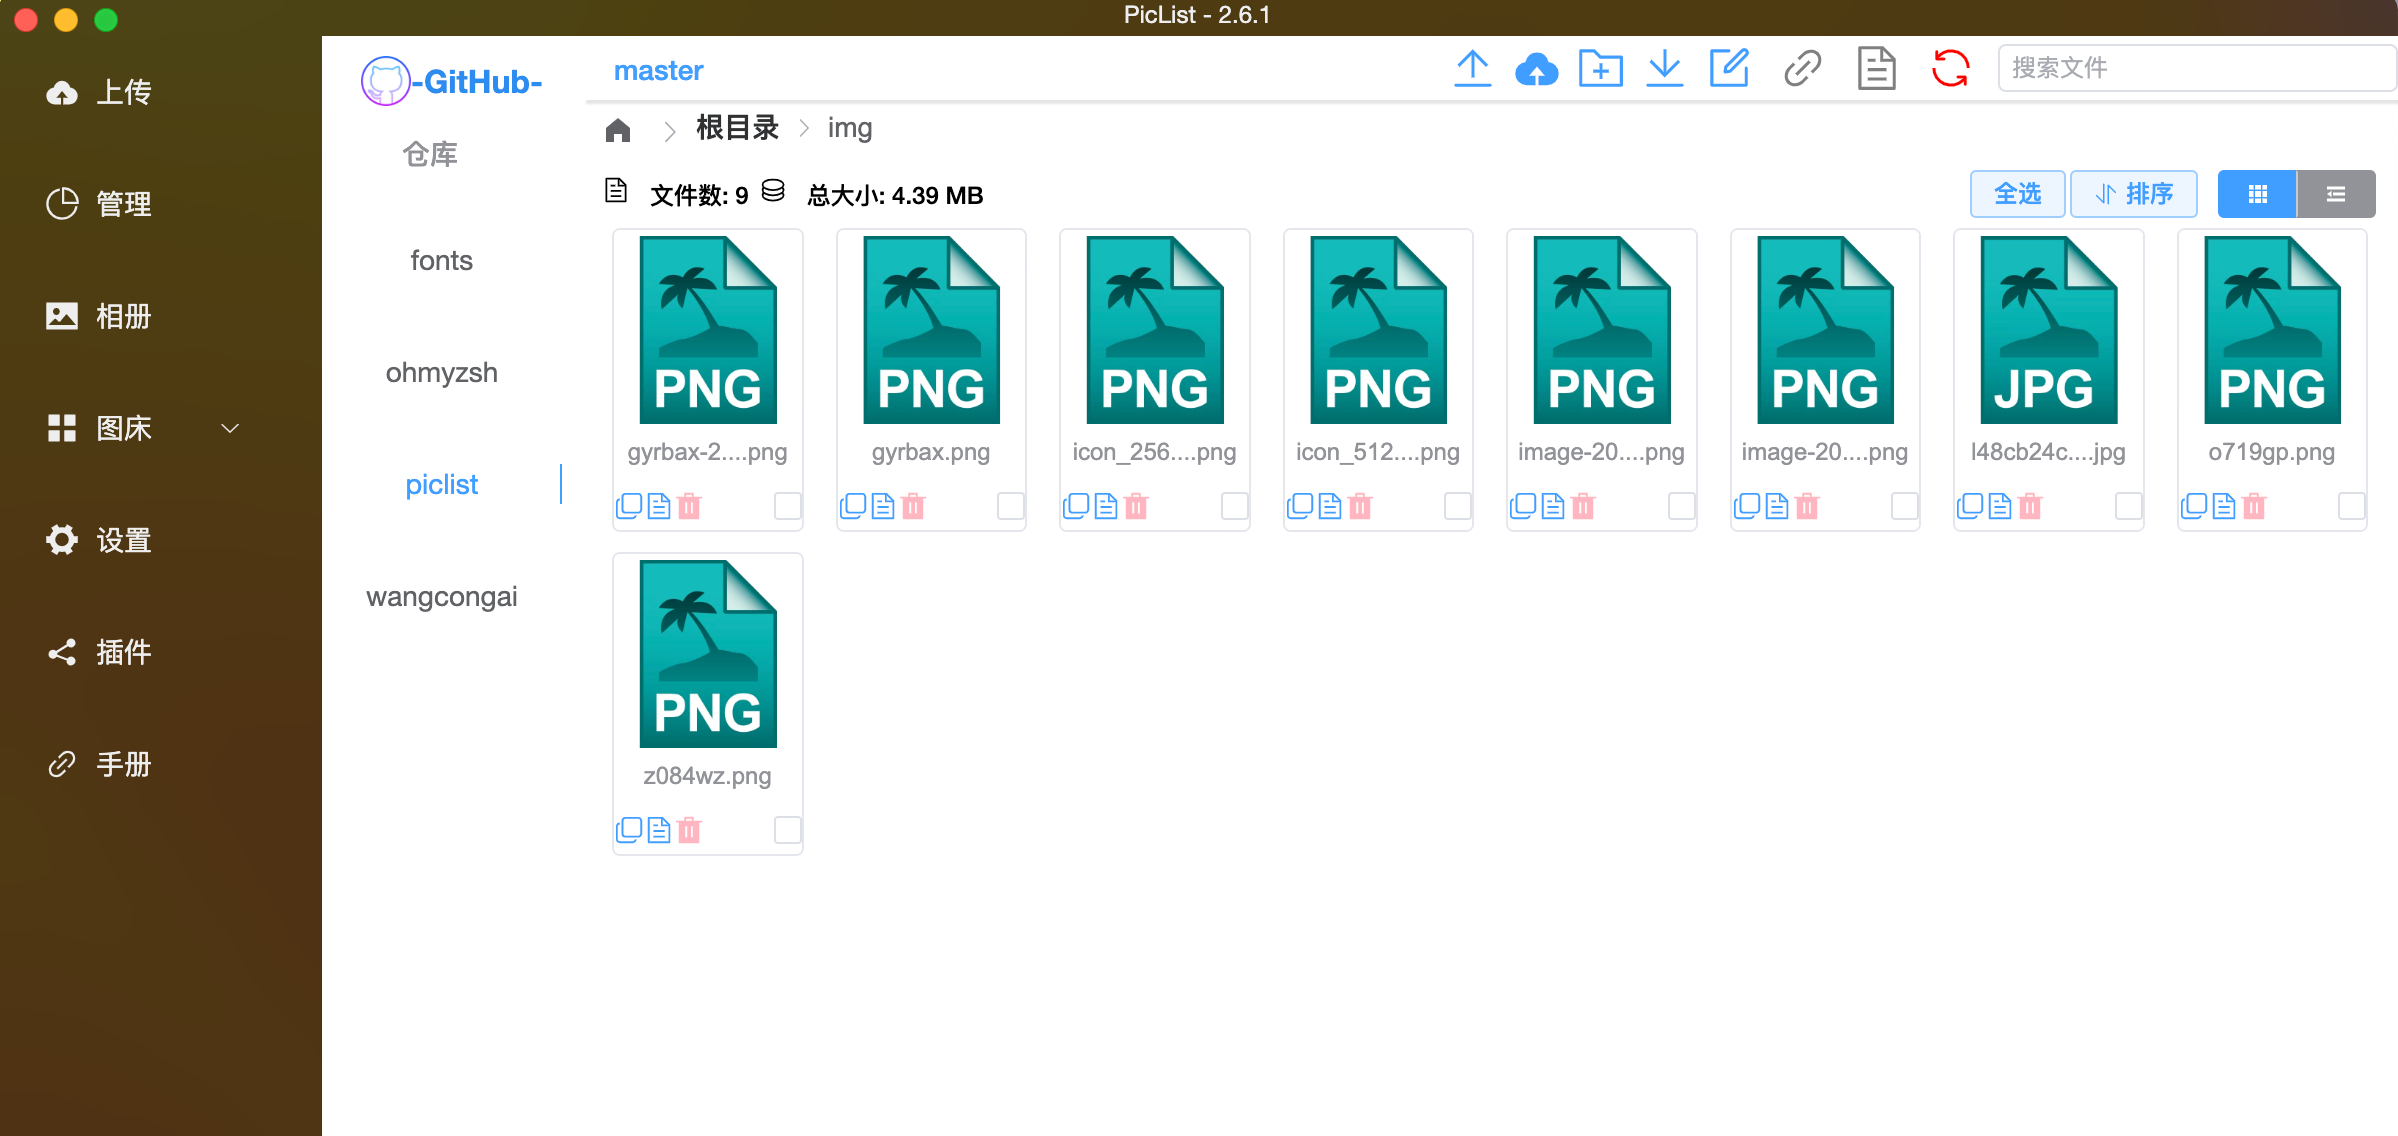 PicList - 2.6.1
上传
管理
相册
图床
设置
插件
手册
-GitHub-
仓库
fonts
ohmyzsh
piclist
wangcongai
master
搜索文件
根目录 > img
文件数: 9 总大小: 4.39 MB
全选 排序
PNG PNG PNG PNG PNG PNG JPG PNG
gyrbax-2....png gyrbax.png icon_256....png icon_512....png image-20....png image-20....png l48cb24c....jpg o719gp.png
PNG
z084wz.png